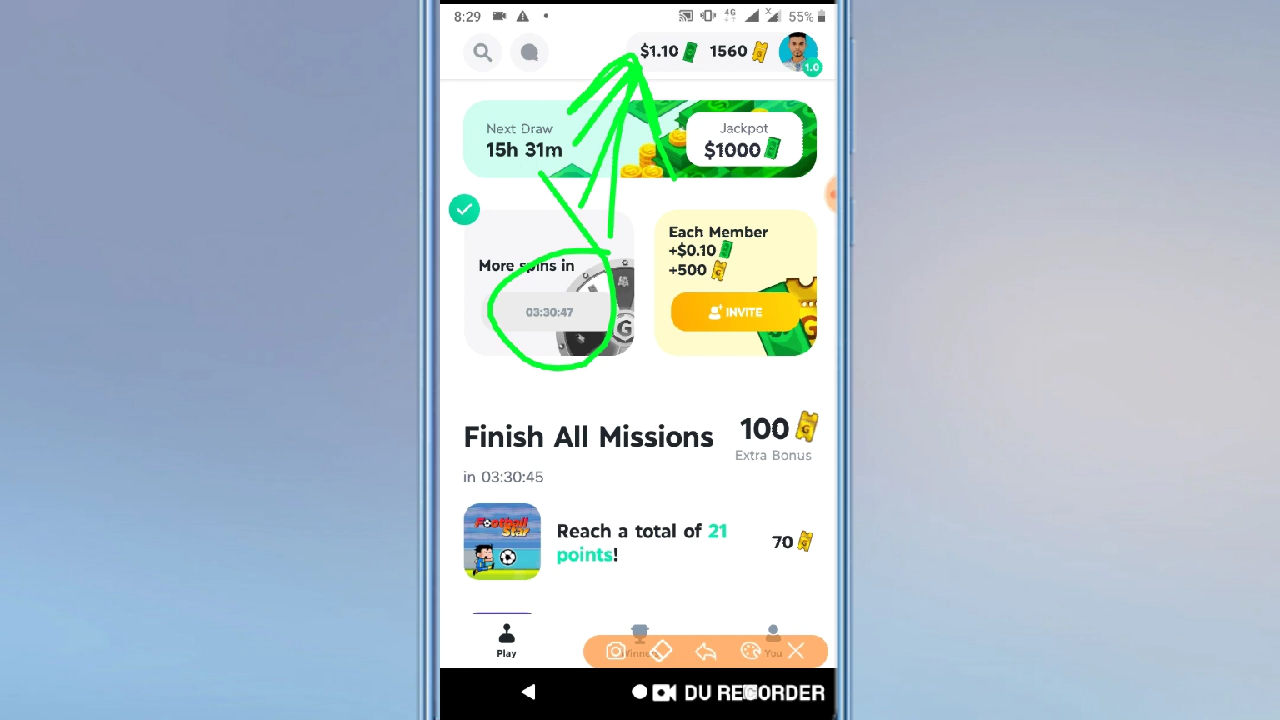 8:29
4G
X
55%
$1.10
1560
G
1.0
Next Draw
15h 31m
Jackpot
$1000
More spins in
03:30:47
G
Each Member
+$0.10
+500
G
INVITE
Finish All Missions
100
G
Extra Bonus
in 03:30:45
Football
Star
Reach a total of 21
points!
70
G
Play
You
DU RECORDER